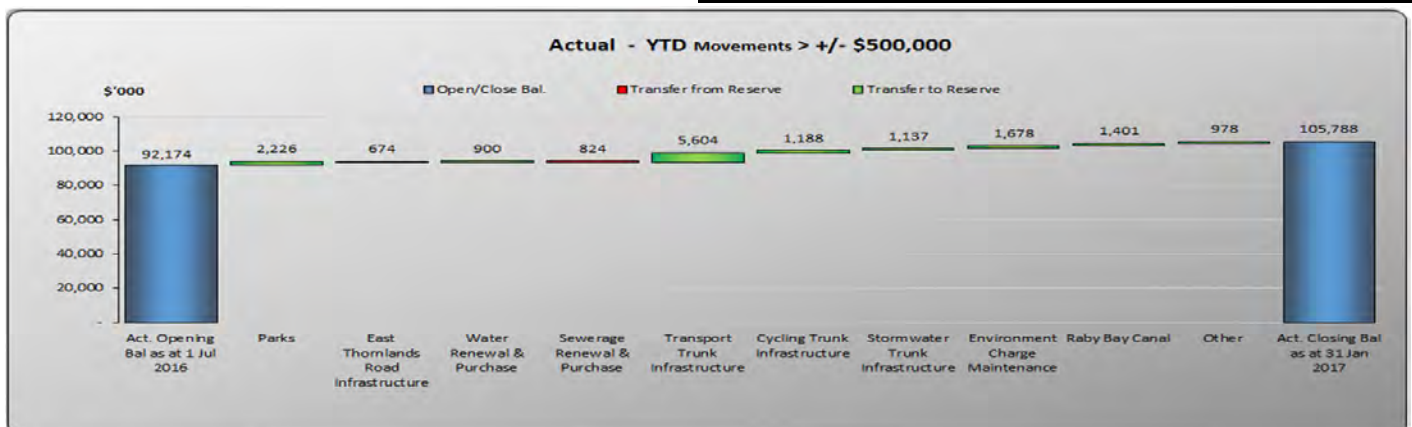 Actual - YTD Movements > +/- $500,000
$'000
Open/Close Bal. Transfer from Reserve Transfer to Reserve
120,000
100,000
80,000
60,000
40,000
20,000
-
92,174 2,226 674 900 824 5,604 1,188 1,137 1,678 1,401 978 105,788
Act. Opening
Bal as at 1 Jul
2016
Parks
East
Thornlands
Road
Infrastructure
Water
Renewal &
Purchase
Sewerage
Renewal &
Purchase
Transport
Trunk
Infrastructure
Cycling Trunk
Infrastructure
Stormwater
Trunk
Infrastructure
Environment
Charge
Maintenance
Raby Bay Canal
Other
Act. Closing Bal
as at 31 Jan
2017